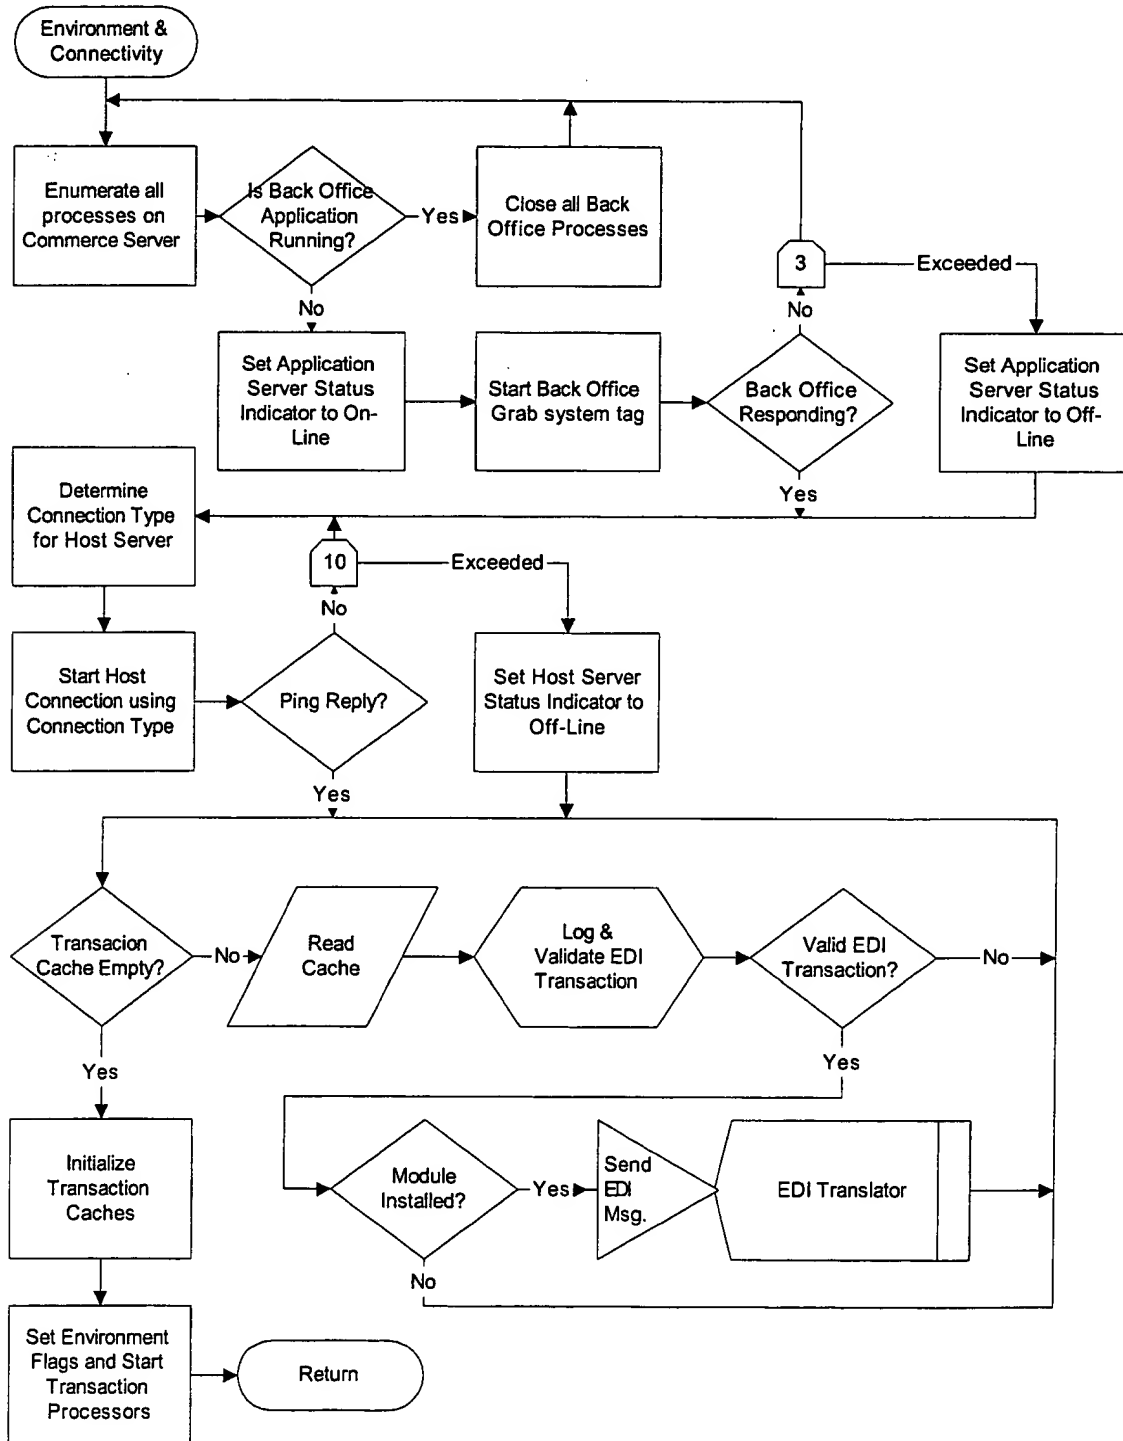 Environment &
Connectivity
Enumerate all
processes on
Commerce Server
Is Back Office
Application
Running?
Yes
Close all Back
Office Processes
3
Exceeded
No
No
Set Application
Server Status
Indicator to On-
Line
Start Back Office
Grab system tag
Back Office
Responding?
Set Application
Server Status
Indicator to Off-
Line
Yes
Determine
Connection Type
for Host Server
10
Exceeded
No
Start Host
Connection using
Connection Type
Ping Reply?
Set Host Server
Status Indicator to
Off-Line
Yes
Transacion
Cache Empty?
No
Read
Cache
Log &
Validate EDI
Transaction
Valid EDI
Transaction?
No
Yes
Yes
Initialize
Transaction
Caches
Module
Installed?
Yes
Send
EDI
Msg.
EDI Translator
No
Set Environment
Flags and Start
Transaction
Processors
Return